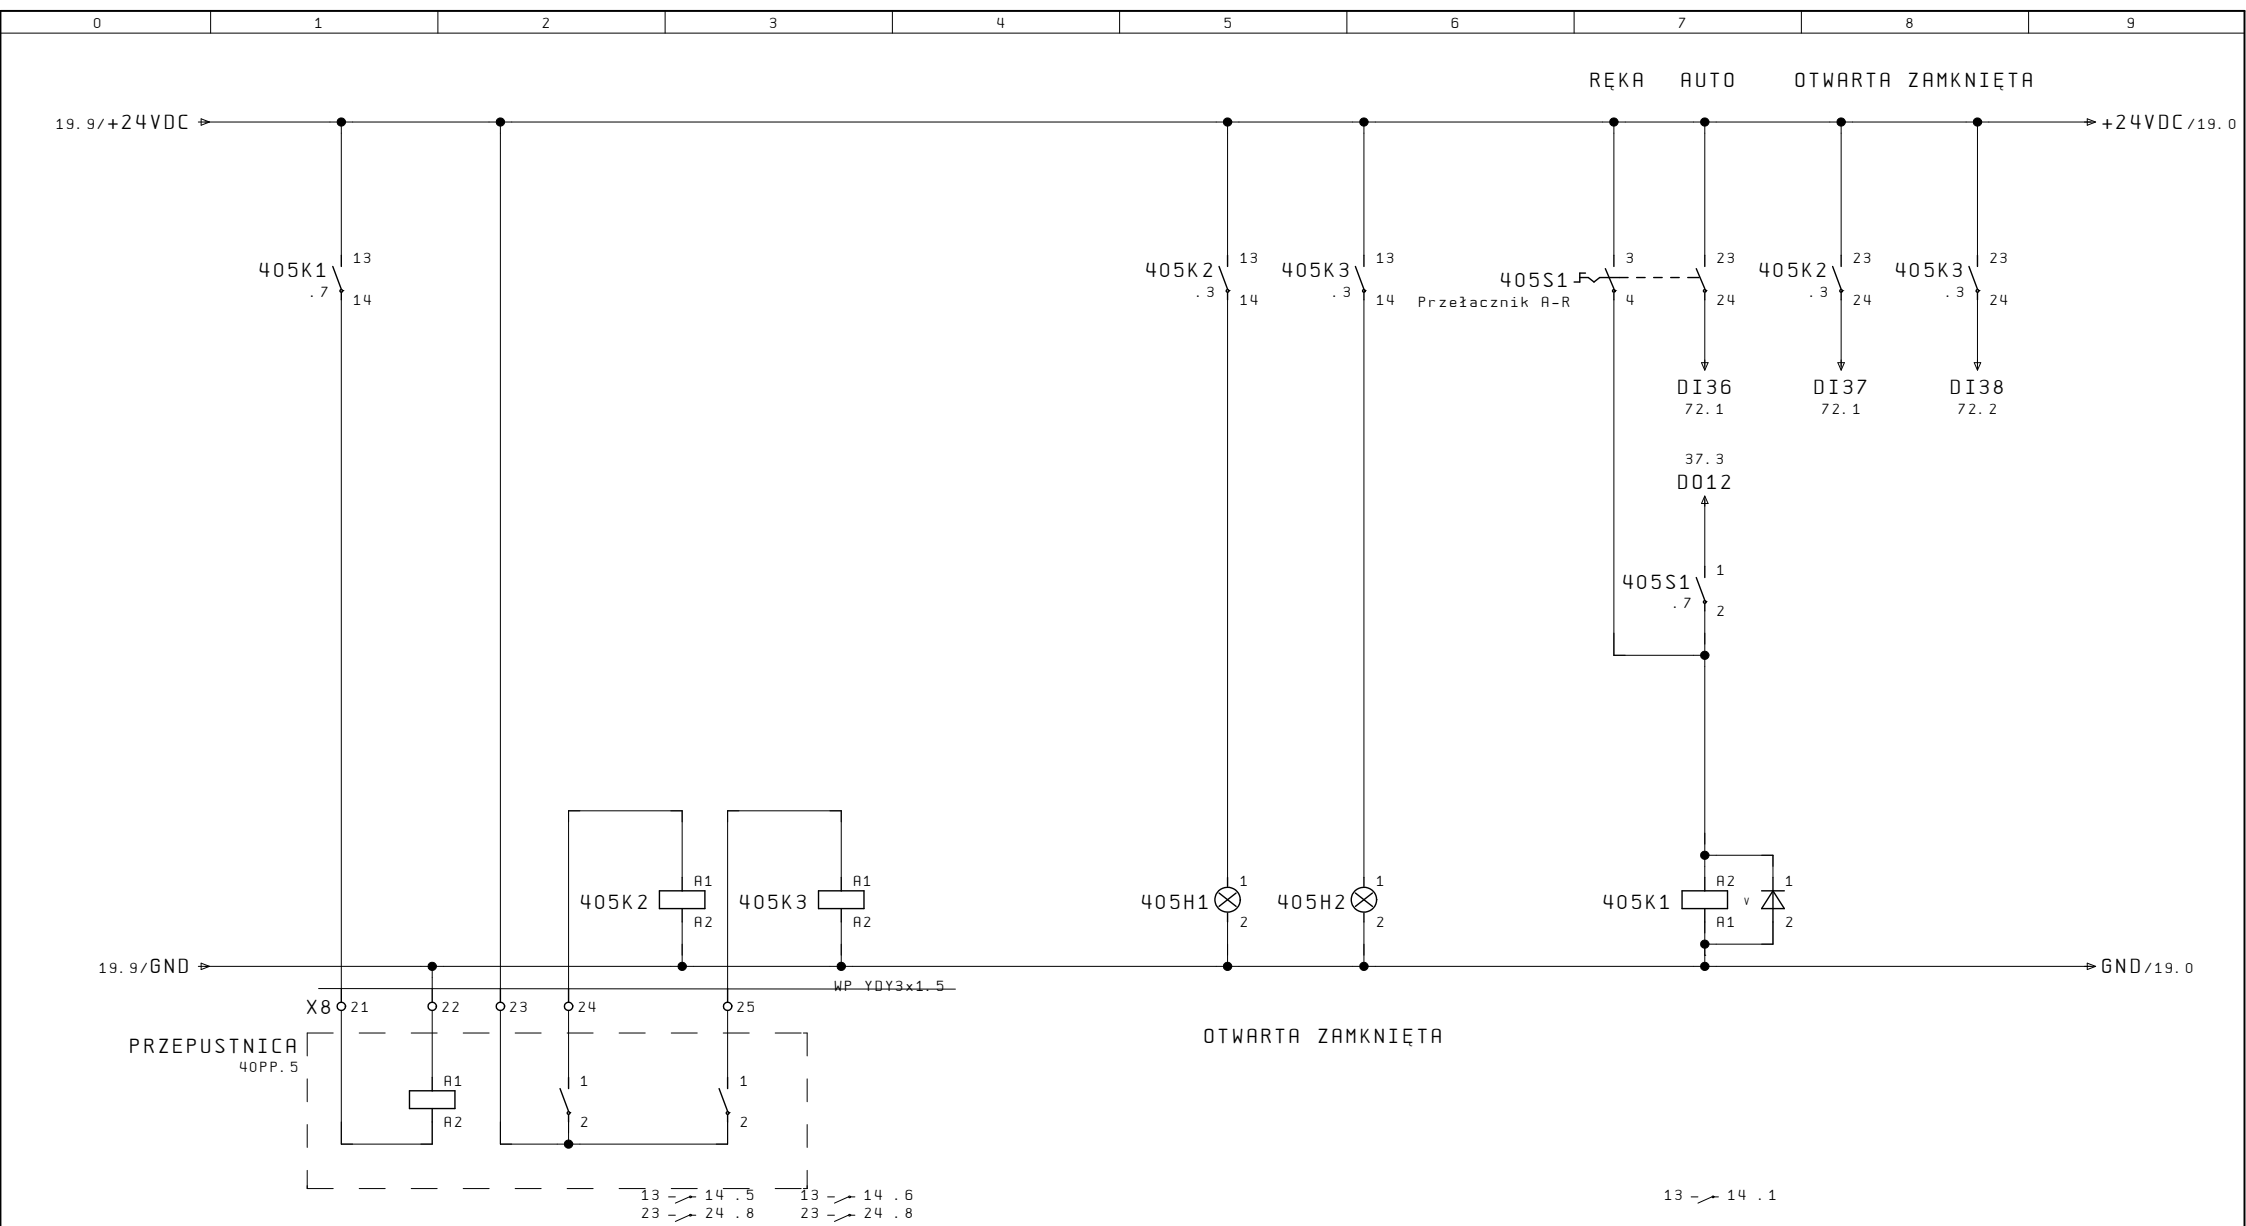 0 1 2 3 4 5 6 7 8 9
RĘKA AUTO OTWARTA ZAMKNIĘTA
19.9/+24VDC +24VDC/19.0
13 13 13 3 23 23 23
405K1 405K2 405K3 405S1 405K2 405K3
.7 .3 .3 .3 .3
14 14 14 Przełacznik A-R 4 24 24 24
DI36 DI37 DI38
72.1 72.1 72.2
37.3
DO12
1
405S1
.7
2
A1 A1 1 1 A2 1
405K2 405K3 405H1 405H2 405K1 V
A2 A2 2 2 A1 2
19.9/GND GND/19.0
WP YDY3x1.5
X8 21 22 23 24 25
PRZEPUSTNICA OTWARTA ZAMKNIĘTA
40PP.5
A1 1 1
A2 2 2
13 14 .5 13 14 .6 13 14 .1
23 24 .8 23 24 .8